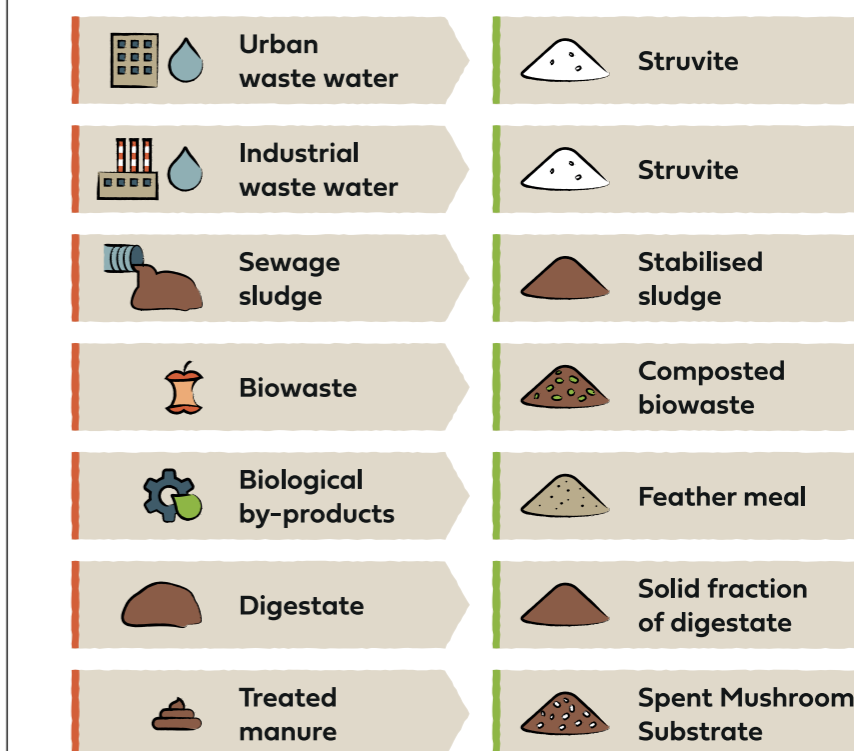 Urban
waste water
Struvite
Industrial
waste water
Struvite
Sewage
sludge
Stabilised
sludge
Biowaste
Composted
biowaste
Biological
by-products
Feather meal
Digestate
Solid fraction
of digestate
Treated
manure
Spent Mushroom
Substrate